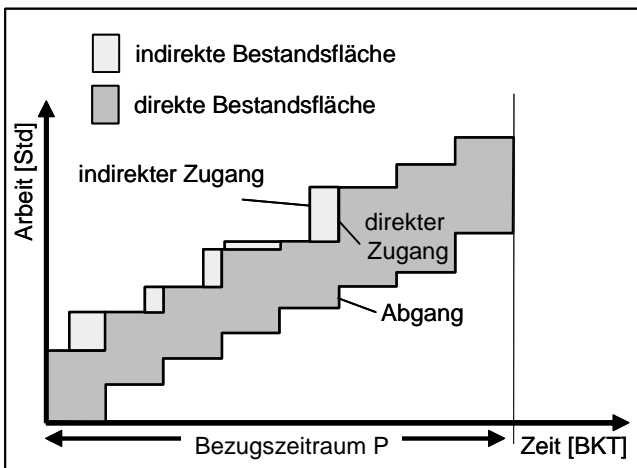 indirekte Bestandsfläche
direkte Bestandsfläche
Arbeit [Std]
indirekter Zugang
direkter
Zugang
Abgang
Bezugszeitraum P
Zeit [BKT]